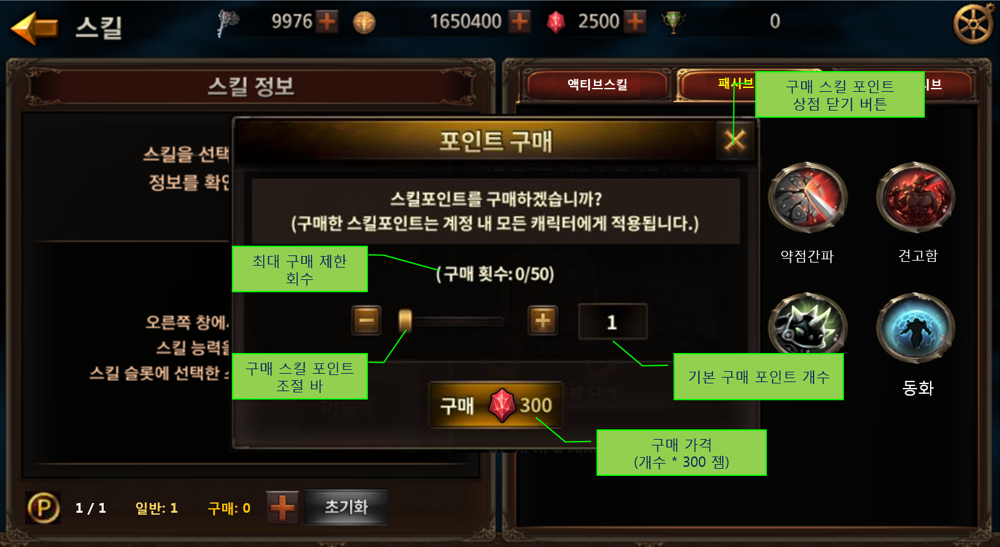 스킬
9976
1650400
2500
0
스킬 정보
액티브스킬
패시브
시브
구매 스킬 포인트
상점 닫기 버튼
포인트 구매
스킬을 선택
정보를 확인
스킬포인트를 구매하겠습니까?
(구매한 스킬포인트는 계정 내 모든 캐릭터에게 적용됩니다.)
약점간파
견고함
최대 구매 제한
회수
(구매 횟수: 0/50)
오른쪽 창에
스킬 능력을
스킬 슬롯에 선택한
1
구매 스킬 포인트
조절 바
기본 구매 포인트 개수
동화
구매 300
구매 가격
(개수 * 300 젬)
P 1 / 1 일반: 1 구매: 0
초기화